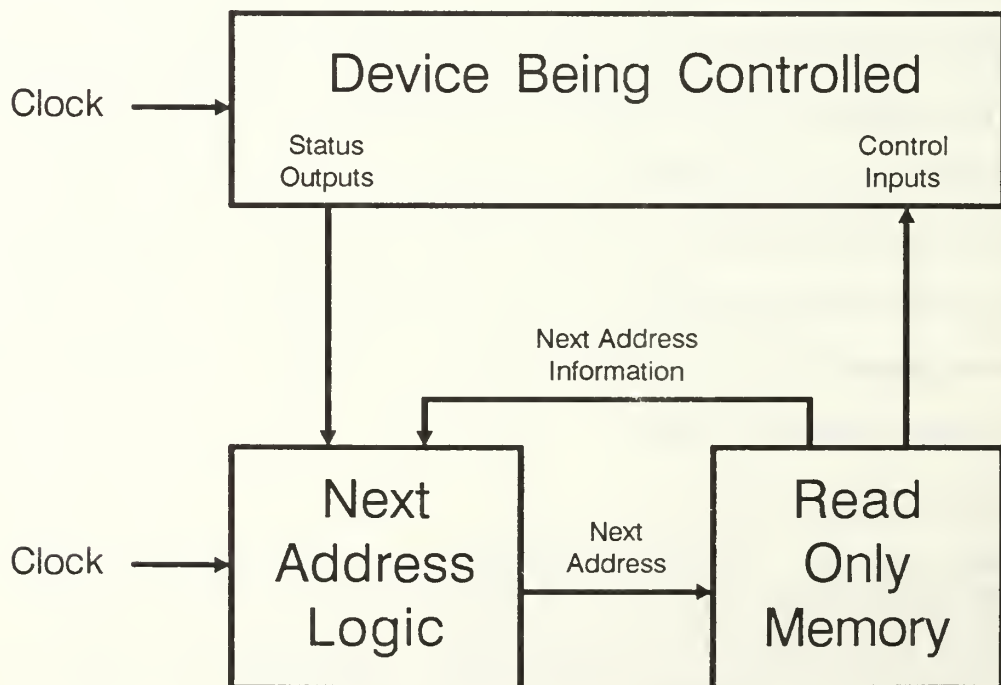 Device Being Controlled
Clock
Status
Outputs
Control
Inputs
Next Address
Information
Next
Address
Logic
Clock
Next
Address
Read
Only
Memory